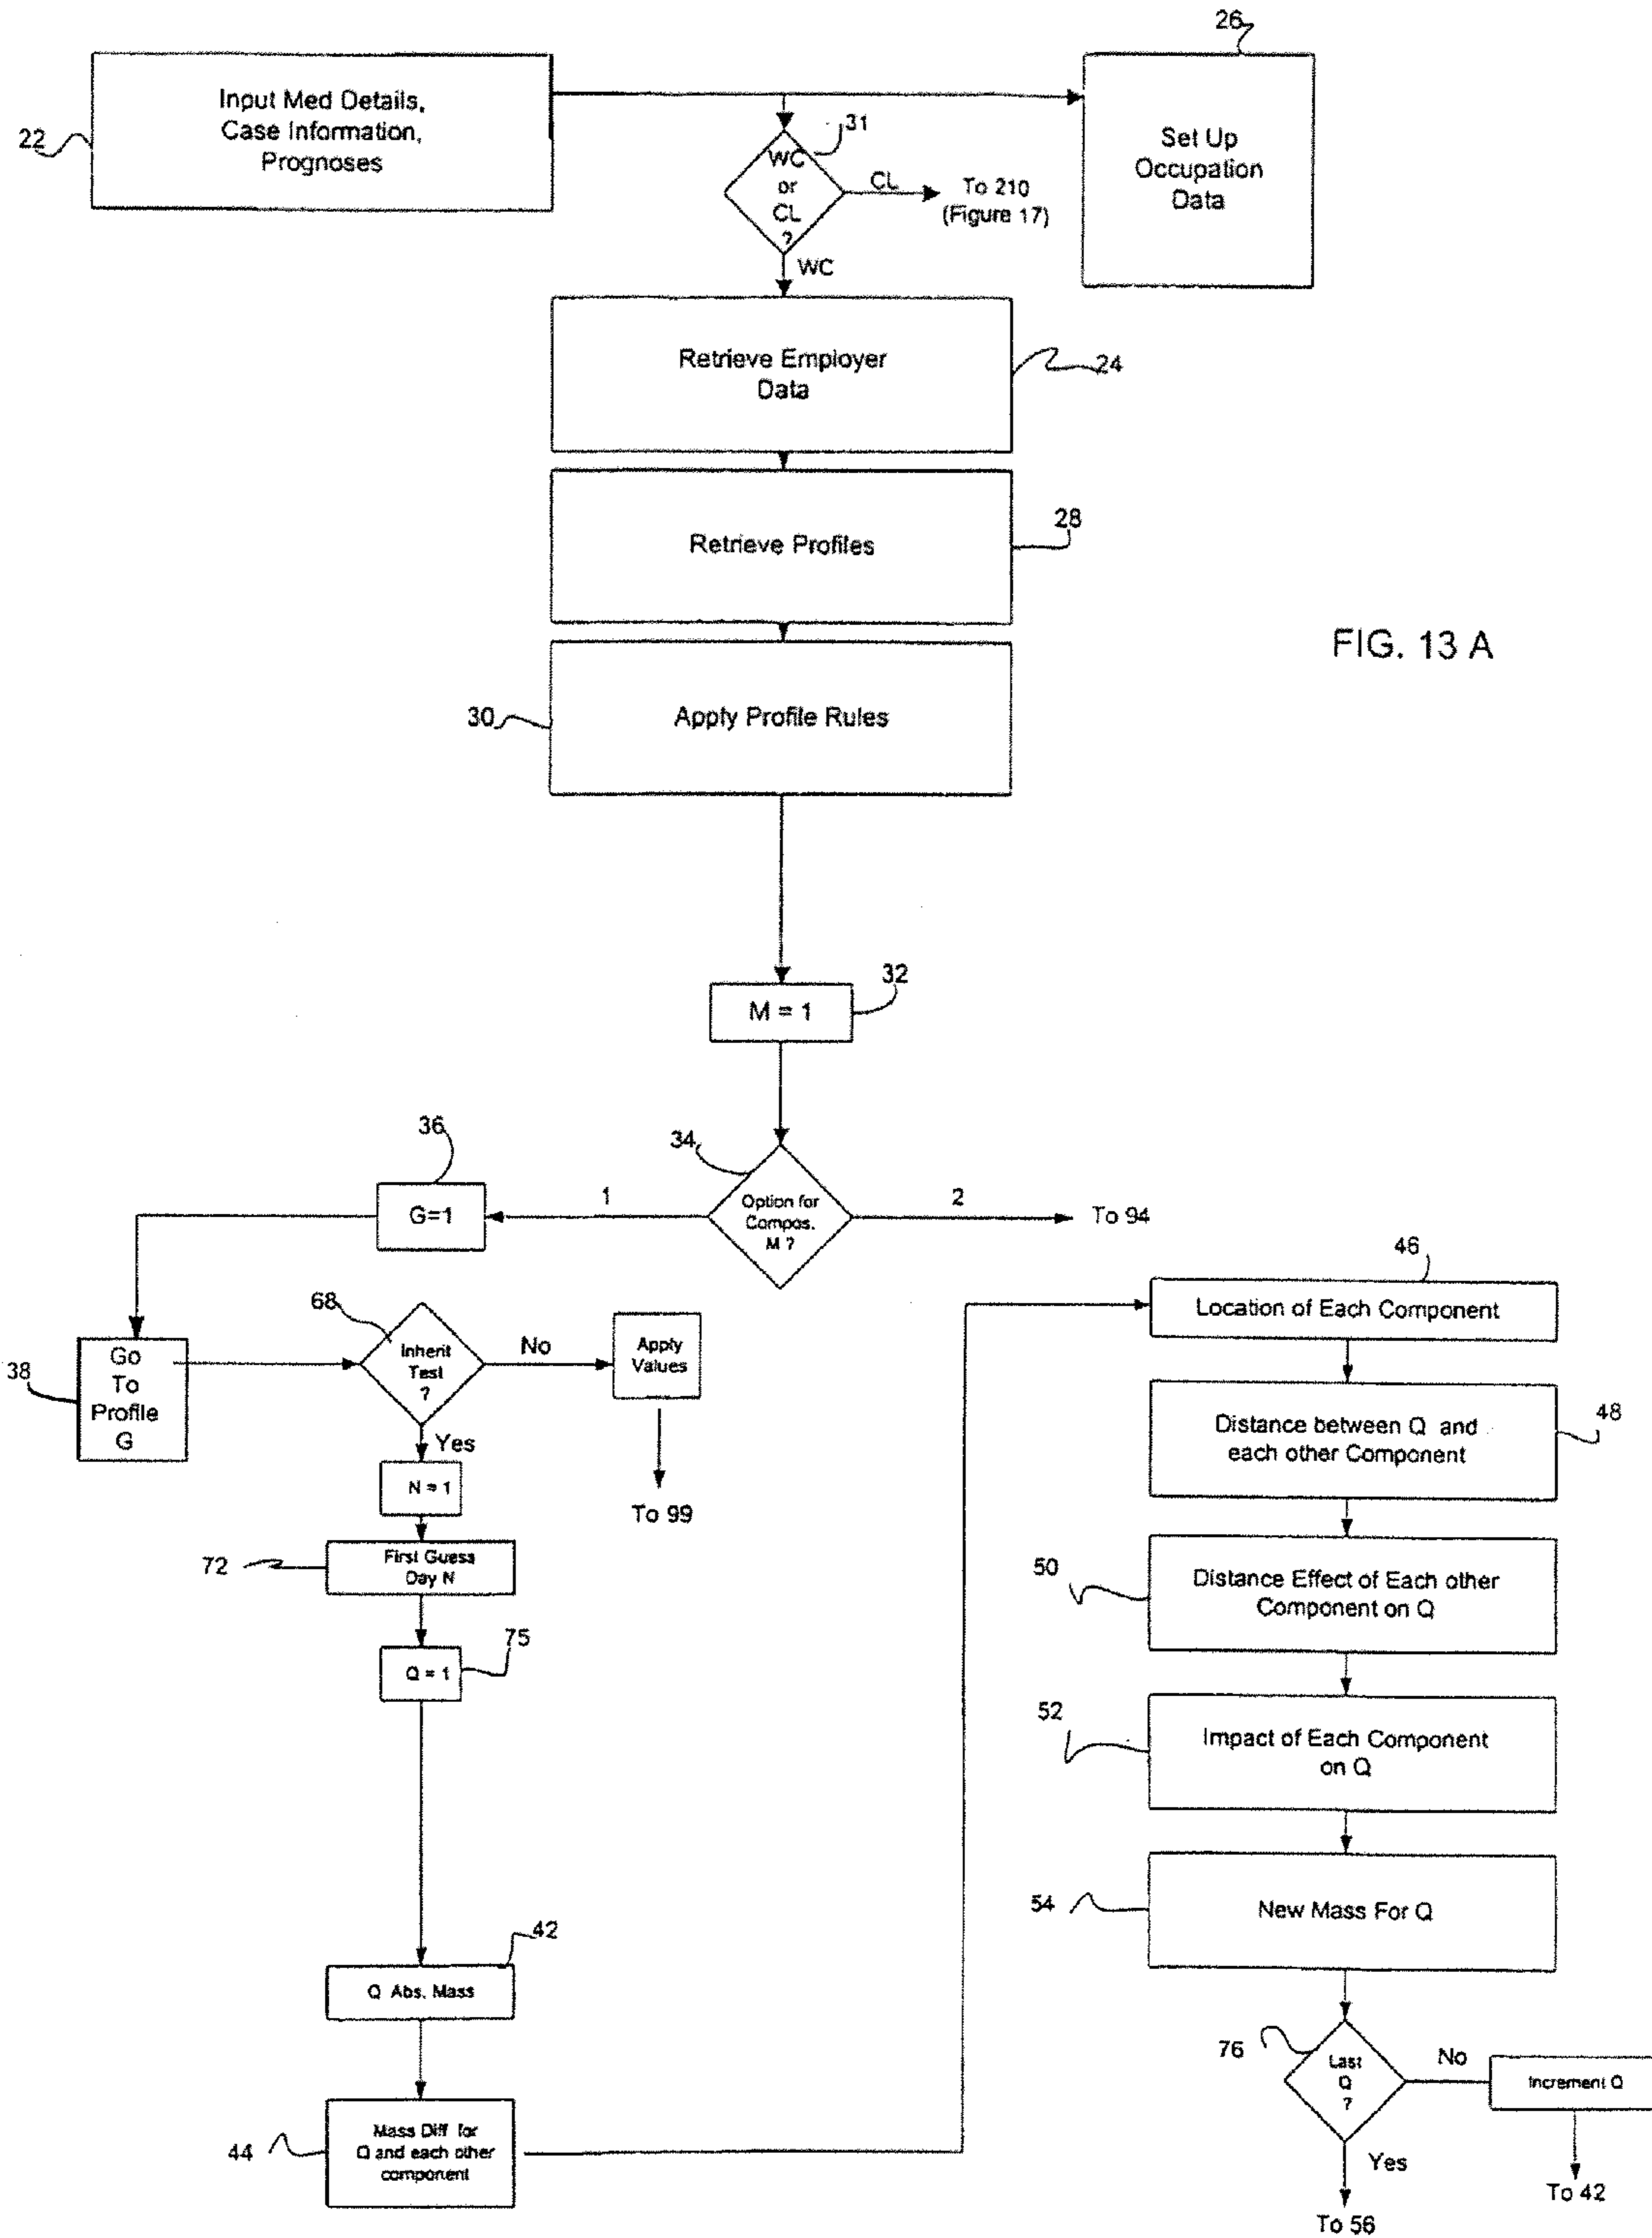 26
22
Input Med Details,
Case Information,
Prognoses
31
WC
or
CL
?
CL
To 210
(Figure 17)
WC
Set Up
Occupation
Data
Retrieve Employer
Data
24
Retrieve Profiles
28
FIG. 13 A
30
Apply Profile Rules
M = 1
32
36
G=1
1
34
Option for
Compos.
M ?
2
To 94
38
Go
To
Profile
G
68
Inherit
Test
?
No
Apply
Values
To 99
Yes
N = 1
72
First Guess
Day N
Q = 1
75
42
Q Abs. Mass
44
Mass Diff for
Q and each other
component
46
Location of Each Component
Distance between Q and
each other Component
48
50
Distance Effect of Each other
Component on Q
52
Impact of Each Component
on Q
54
New Mass For Q
76
Last
Q
?
No
Increment Q
To 42
Yes
To 56